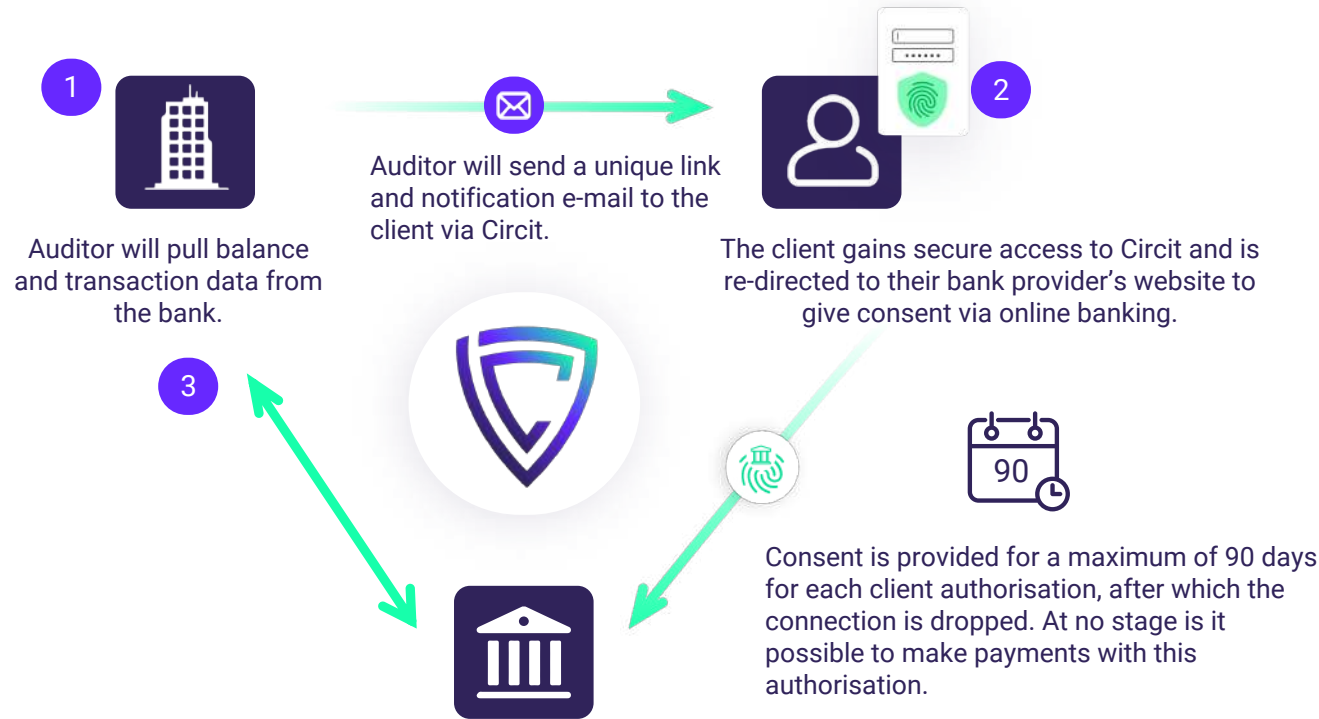 1
2
Auditor will send a unique link
and notification e-mail to the
client via Circit.
Auditor will pull balance
and transaction data from
the bank.
The client gains secure access to Circit and is
re-directed to their bank provider’s website to
give consent via online banking.
3
90
Consent is provided for a maximum of 90 days
for each client authorisation, after which the
connection is dropped. At no stage is it
possible to make payments with this
authorisation.